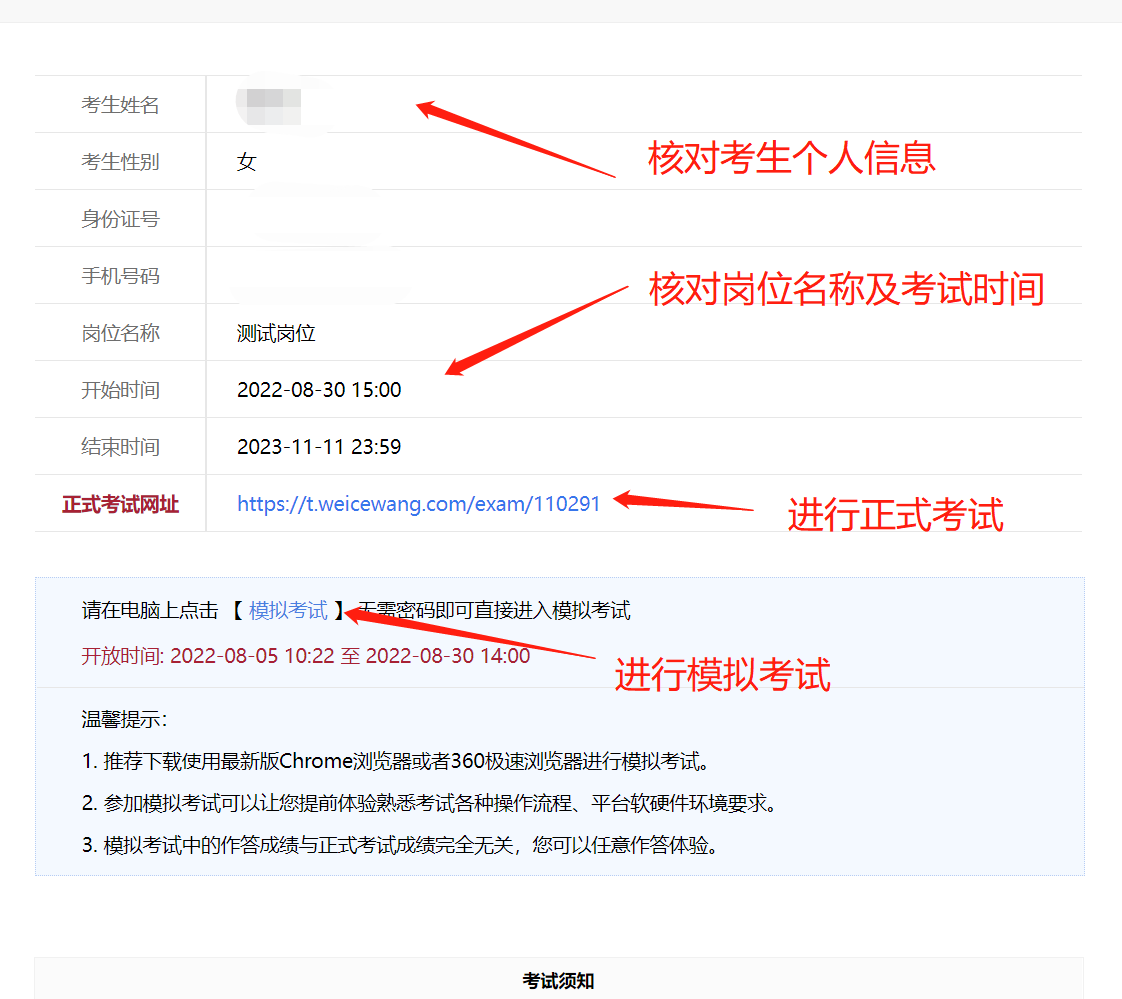 考生姓名
核对考生个人信息
考生性别 女
身份证号
手机号码
核对岗位名称及考试时间
岗位名称 测试岗位
开始时间 2022-08-30 15:00
结束时间 2023-11-11 23:59
正式考试网址 https://t.weicewang.com/exam/110291
进行正式考试
请在电脑上点击 【 模拟考试 】 无需密码即可直接进入模拟考试
开放时间: 2022-08-05 10:22 至 2022-08-30 14:00
进行模拟考试
温馨提示：
1. 推荐下载使用最新版Chrome浏览器或者360极速浏览器进行模拟考试。
2. 参加模拟考试可以让您提前体验熟悉考试各种操作流程、平台软硬件环境要求。
3. 模拟考试中的作答成绩与正式考试成绩完全无关，您可以任意作答体验。
考试须知